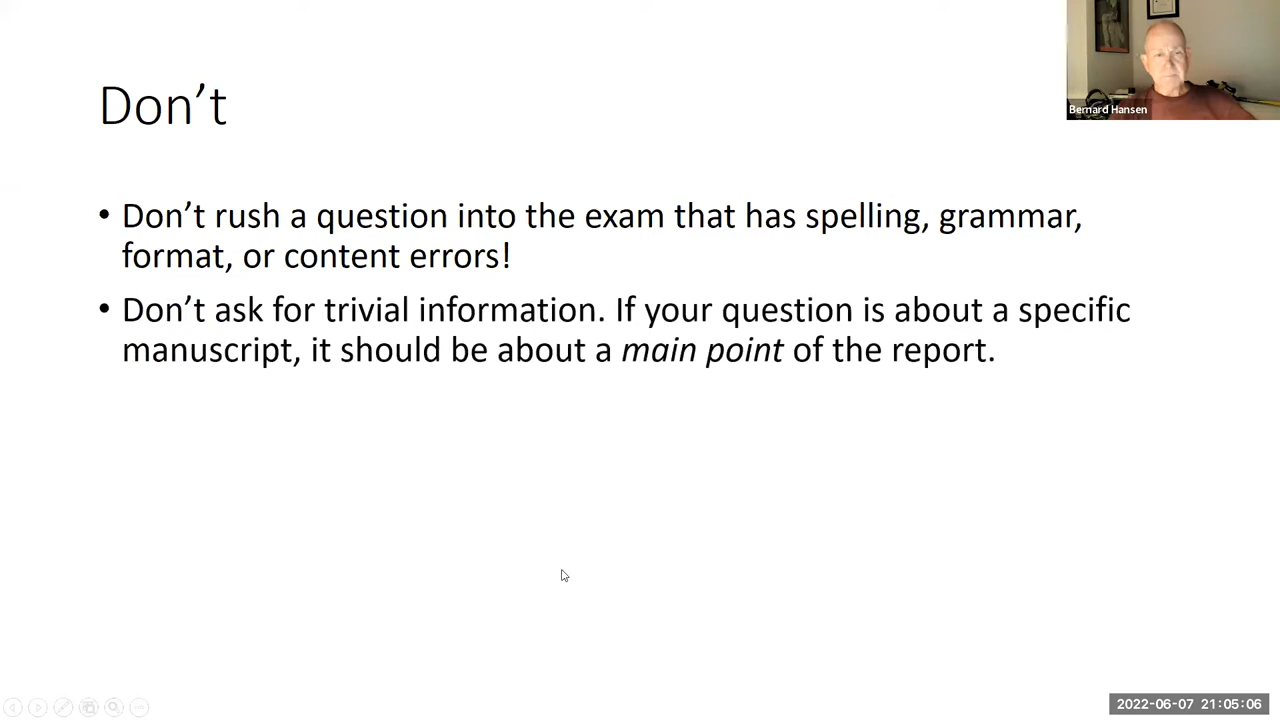 Don’t
Bernard Hansen
• Don’t rush a question into the exam that has spelling, grammar,
format, or content errors!
• Don’t ask for trivial information. If your question is about a specific
manuscript, it should be about a main point of the report.
2022-06-07 21:05:06